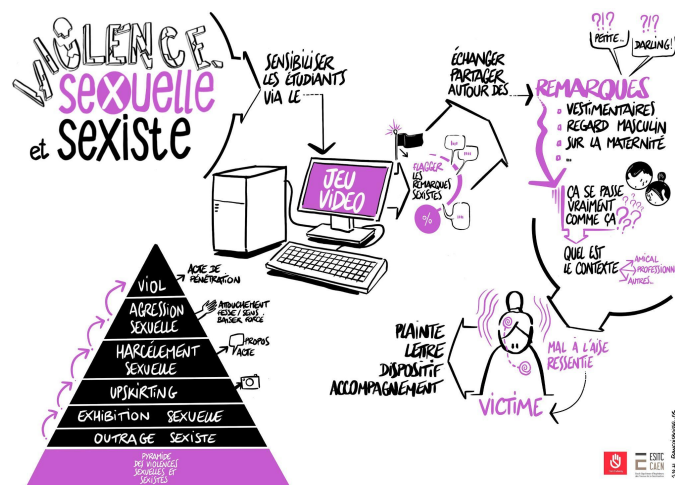 VIOLENCE
sexuelle
et sexiste
SENSIBILISER
LES ÉTUDIANTS
VIA LE
JEU
VIDEO
FLAGGER
LES
REMARQUES
SEXISTES
%
ÉCHANGER
PARTAGER
AUTOUR DES
?!?
PETITE..
?!?
DARLING!
REMARQUES
VESTIMENTAIRES
REGARD MASCULIN
SUR LA MATERNITÉ
...
ÇA SE PASSE
VRAIMENT
COMME ÇA
???
???
QUEL EST
LE CONTEXTE
AMICAL
PROFESSIONN
AUTRES..
MAL À L'AISE
RESSENTIE
VICTIME
PLAINTE
LETTRE
DISPOSITIF
ACCOMPAGNEMENT
VIOL
ACTE DE
PÉNÉTRATION
AGRESSION
SEXUELLE
ATTOUCHEMENT
FESSE / SEINS
BAISER FORCÉ
HARCÉLEMENT
SEXUELLE
PROPOS
ACTE
UPSKIRTING
EXHIBITION SEXUELLE
OUTRAGE SEXISTE
PYRAMIDE
DES VIOLENCES
SEXUELLES ET
SEXISTES
ESITC
CAEN